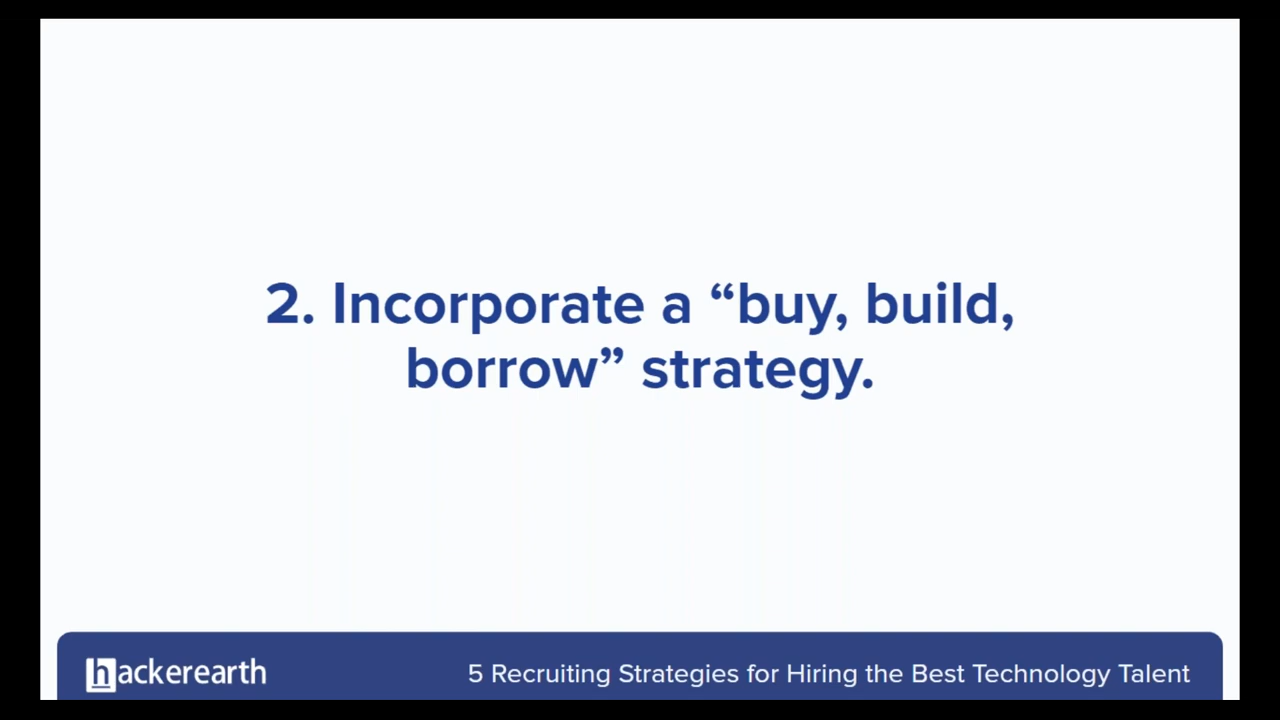 2. Incorporate a “buy, build,
borrow” strategy.
hackerearth
5 Recruiting Strategies for Hiring the Best Technology Talent